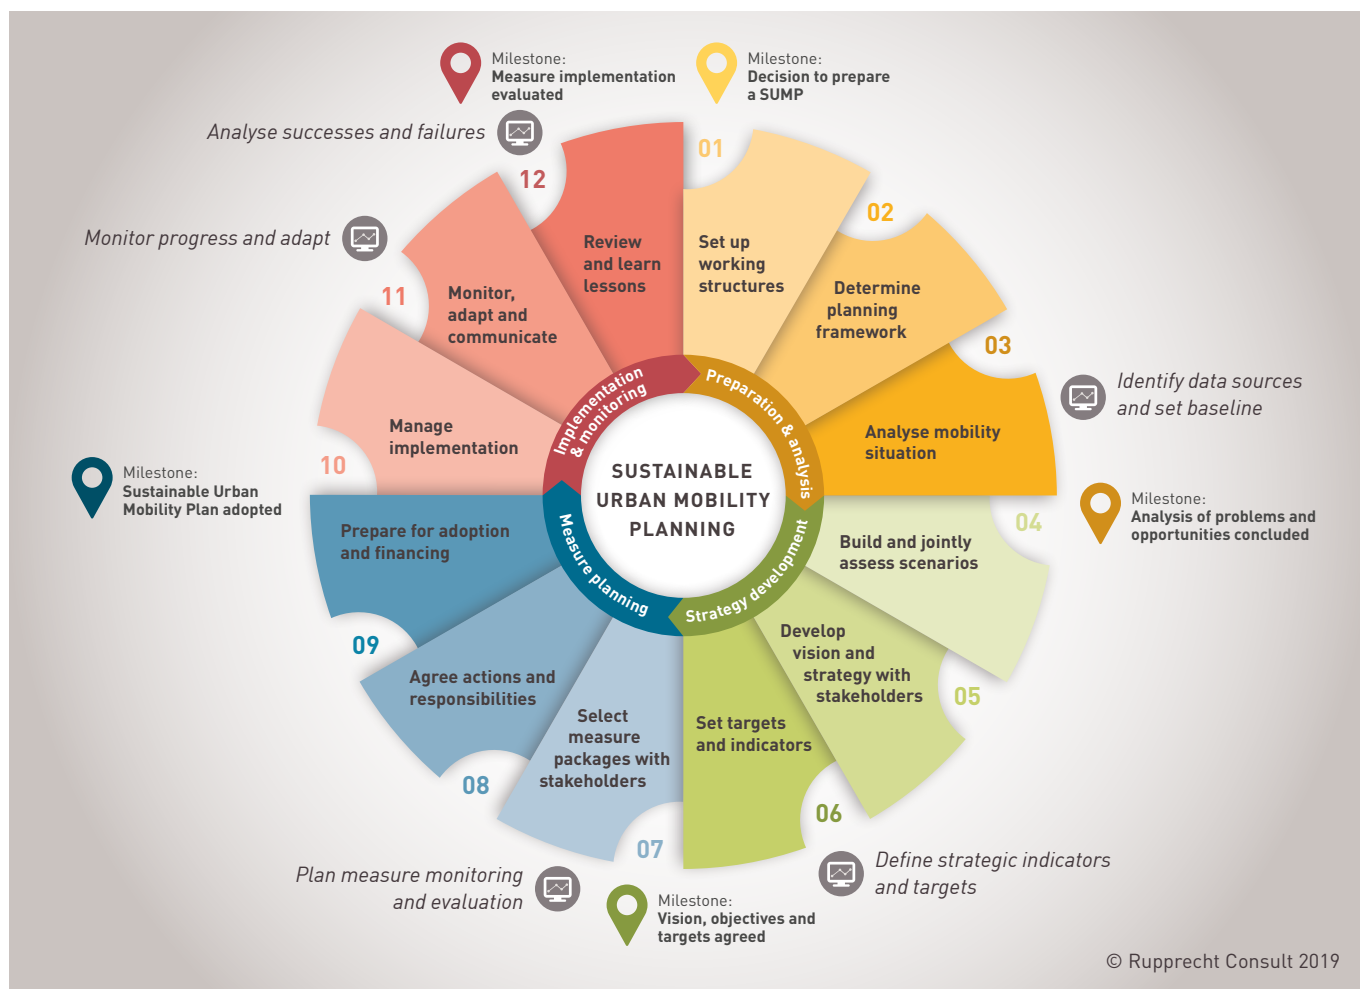 Milestone:
Measure implementation
evaluated
Milestone:
Decision to prepare
a SUMP
Analyse successes and failures
Monitor progress and adapt
01
Set up
working
structures
02
Determine
planning
framework
03
Analyse mobility
situation
Identify data sources
and set baseline
Milestone:
Analysis of problems and
opportunities concluded
04
Build and jointly
assess scenarios
05
Develop
vision and
strategy with
stakeholders
06
Set targets
and indicators
Define strategic indicators
and targets
Milestone:
Vision, objectives and
targets agreed
07
Select
measure
packages with
stakeholders
Plan measure monitoring
and evaluation
08
Agree actions and
responsibilities
09
Prepare for adoption
and financing
Milestone:
Sustainable Urban
Mobility Plan adopted
10
Manage
implementation
11
Monitor,
adapt and
communicate
12
Review
and learn
lessons
Preparation & analysis
Strategy development
Measure planning
Implementation
& monitoring
SUSTAINABLE
URBAN MOBILITY
PLANNING
© Rupprecht Consult 2019